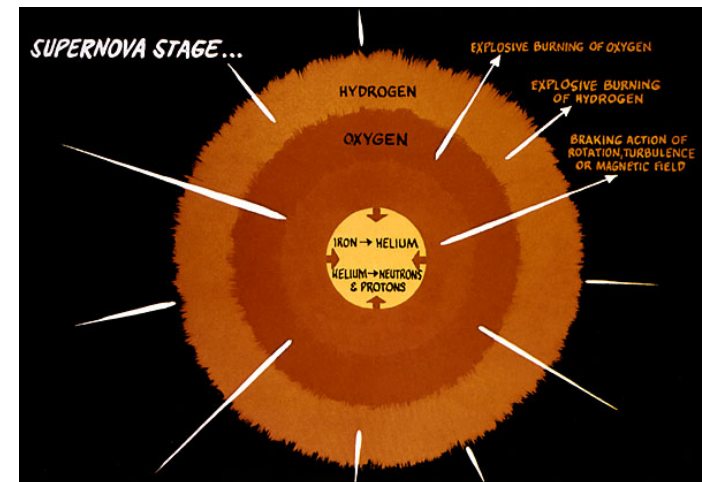 SUPERNOVA STAGE...
EXPLOSIVE BURNING OF OXYGEN
EXPLOSIVE BURNING
OF HYDROGEN
BRAKING ACTION OF
ROTATION, TURBULENCE
OR MAGNETIC FIELD
HYDROGEN
OXYGEN
IRON → HELIUM
HELIUM → NEUTRONS
& PROTONS